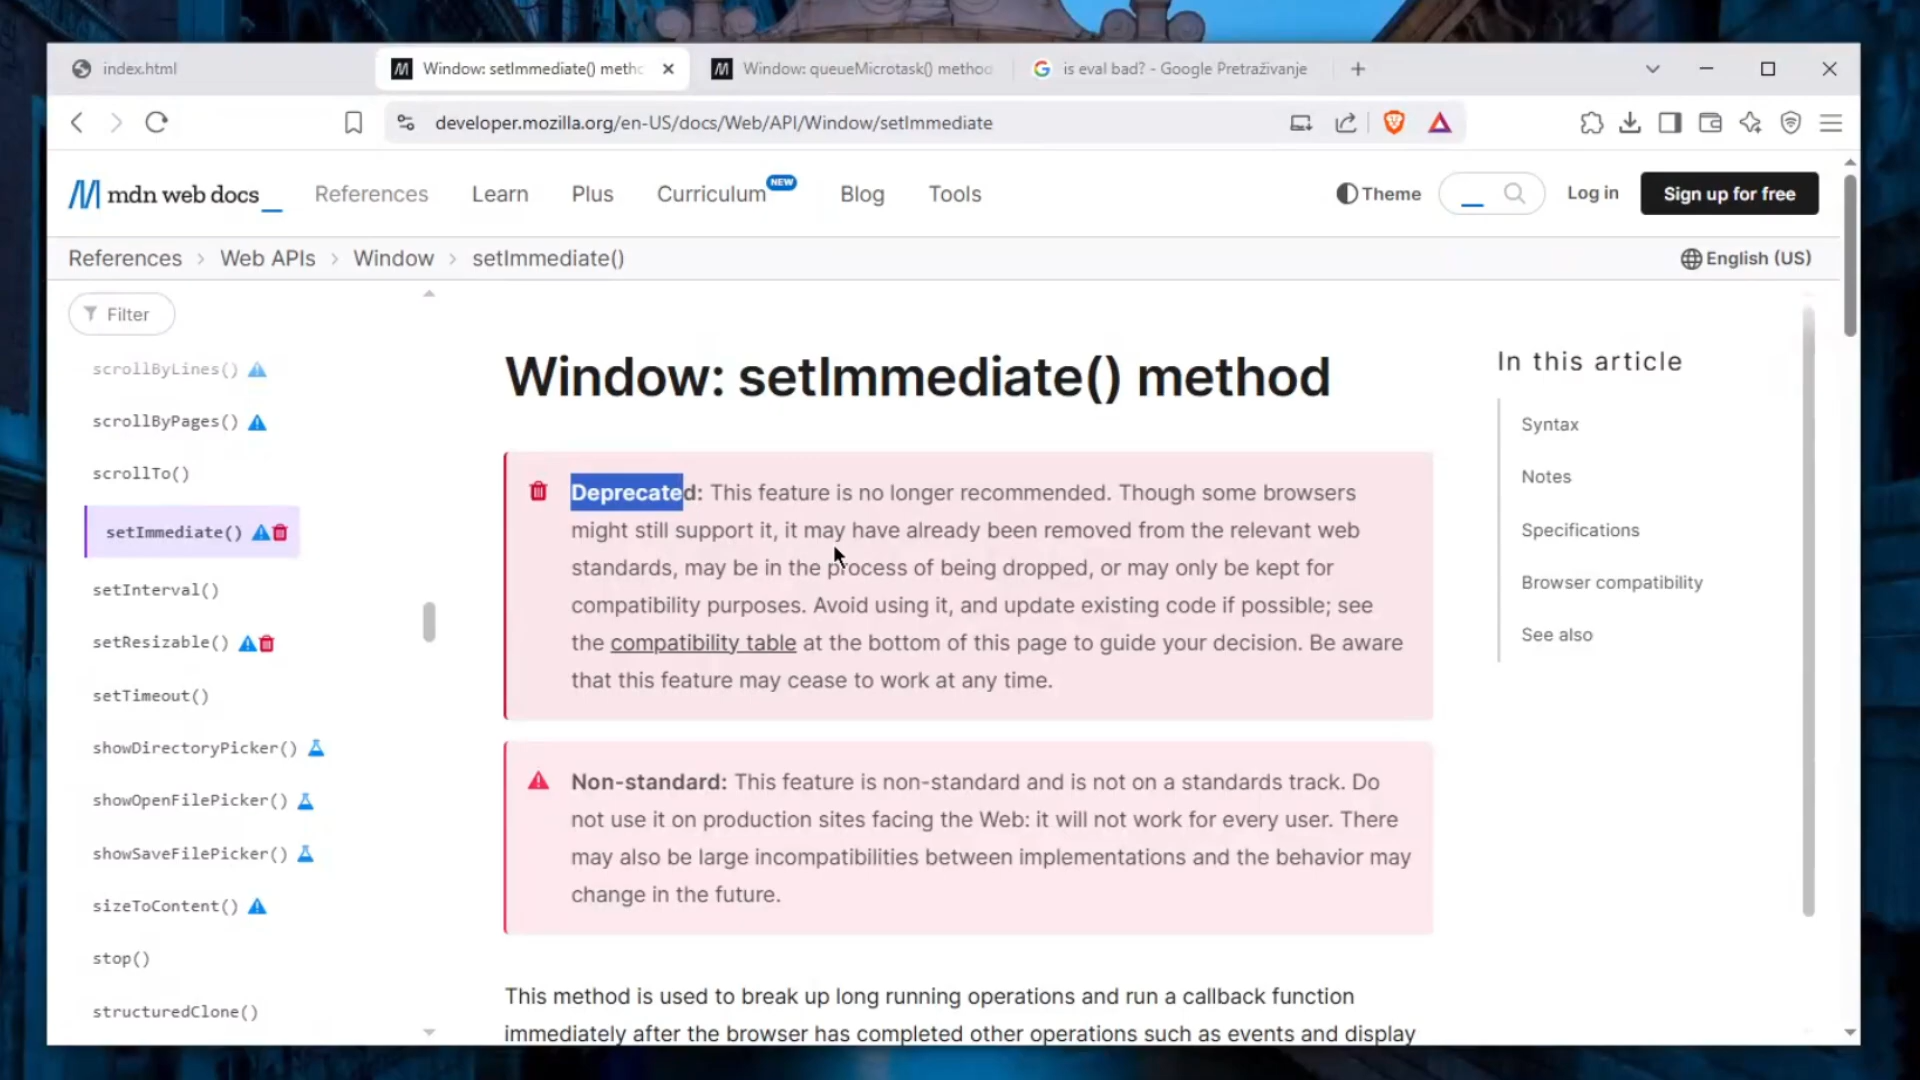 index.html
Window: setImmediate() metho
Window: queueMicrotask() method
is eval bad? - Google Pretraživanje
developer.mozilla.org/en-US/docs/Web/API/Window/setImmediate
mdn web docs_
References
Learn
Plus
Curriculum
NEW
Blog
Tools
Theme
Log in
Sign up for free
References
Web APIs
Window
setImmediate()
English (US)
Filter
scrollByLines()
scrollByPages()
scrollTo()
setImmediate()
setInterval()
setResizable()
setTimeout()
showDirectoryPicker()
showOpenFilePicker()
showSaveFilePicker()
sizeToContent()
stop()
structuredClone()
Window: setImmediate() method
Deprecated: This feature is no longer recommended. Though some browsers
might still support it, it may have already been removed from the relevant web
standards, may be in the process of being dropped, or may only be kept for
compatibility purposes. Avoid using it, and update existing code if possible; see
the compatibility table at the bottom of this page to guide your decision. Be aware
that this feature may cease to work at any time.
Non-standard: This feature is non-standard and is not on a standards track. Do
not use it on production sites facing the Web: it will not work for every user. There
may also be large incompatibilities between implementations and the behavior may
change in the future.
This method is used to break up long running operations and run a callback function
immediately after the browser has completed other operations such as events and display
In this article
Syntax
Notes
Specifications
Browser compatibility
See also